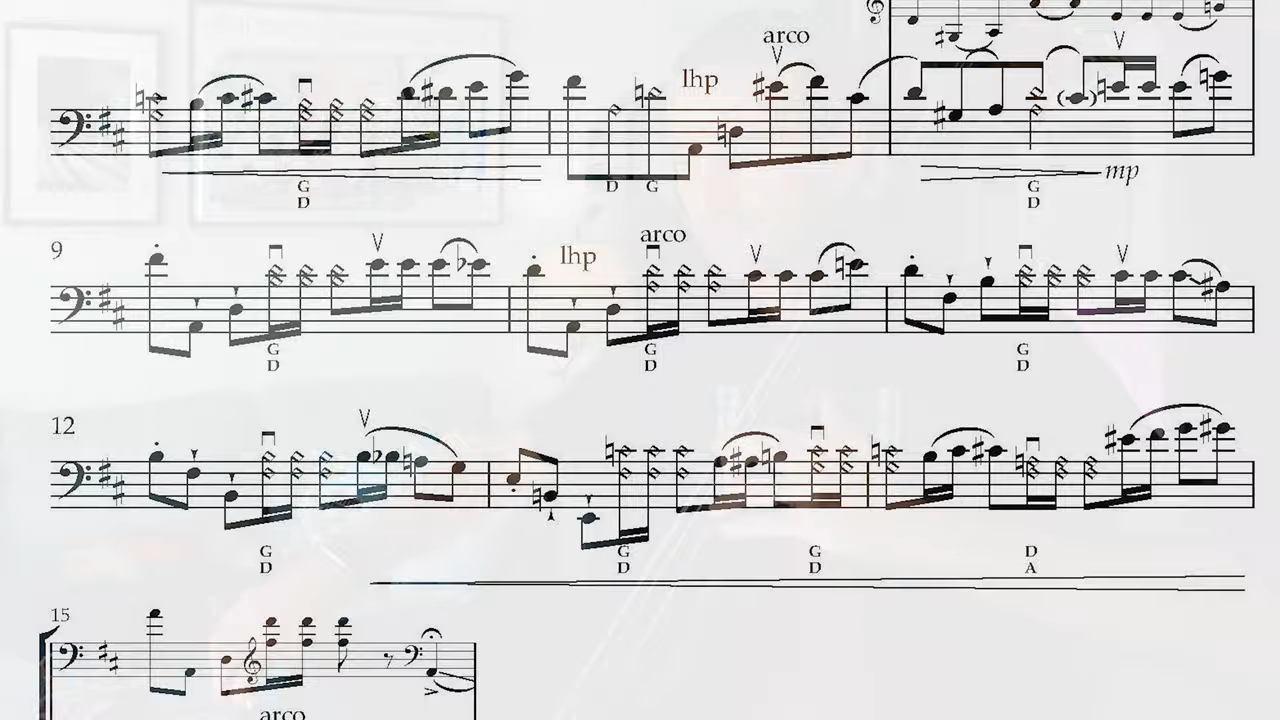 arco
lhp
mp
G D G G
D D
9
lhp
arco
G G G
D D D
12
G G G D
D D D A
15
arco